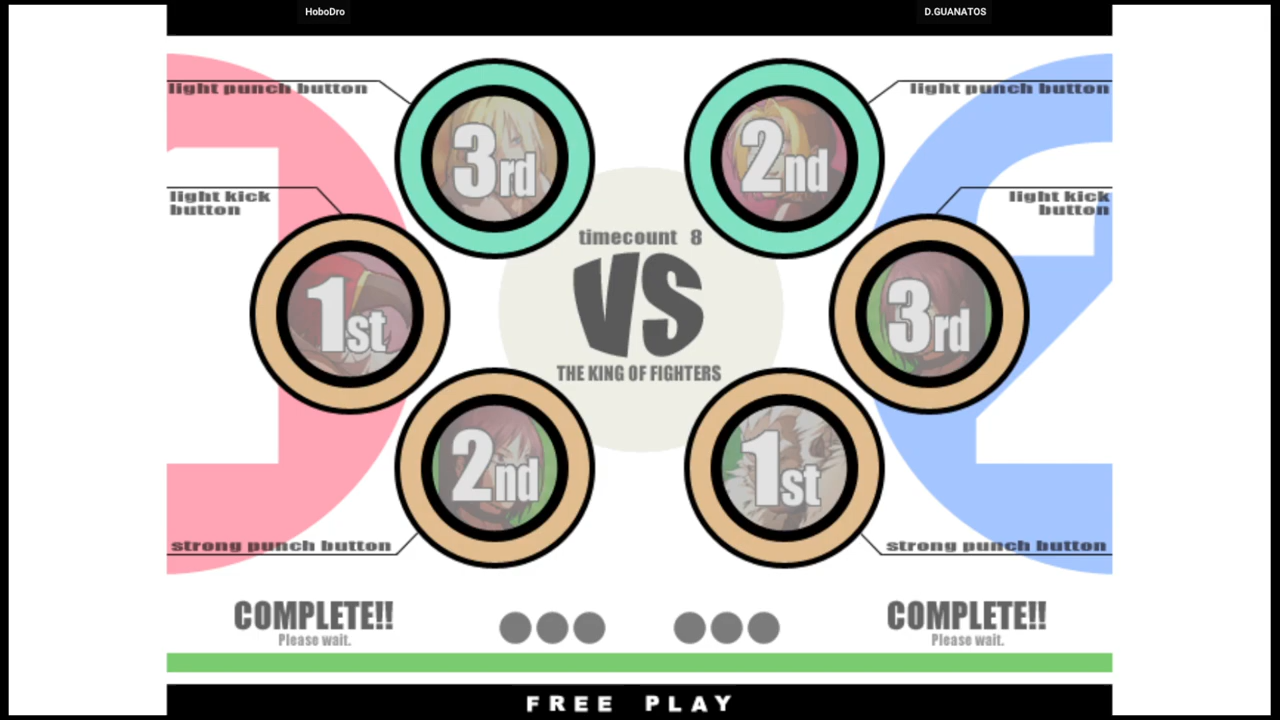 HoboDro
D.GUANATOS
light punch button
light punch button
3rd
2nd
light kick
button
light kick
button
timecount 8
VS
THE KING OF FIGHTERS
1st
3rd
2nd
1st
strong punch button
strong punch button
COMPLETE!!
Please wait.
COMPLETE!!
Please wait.
FREE PLAY